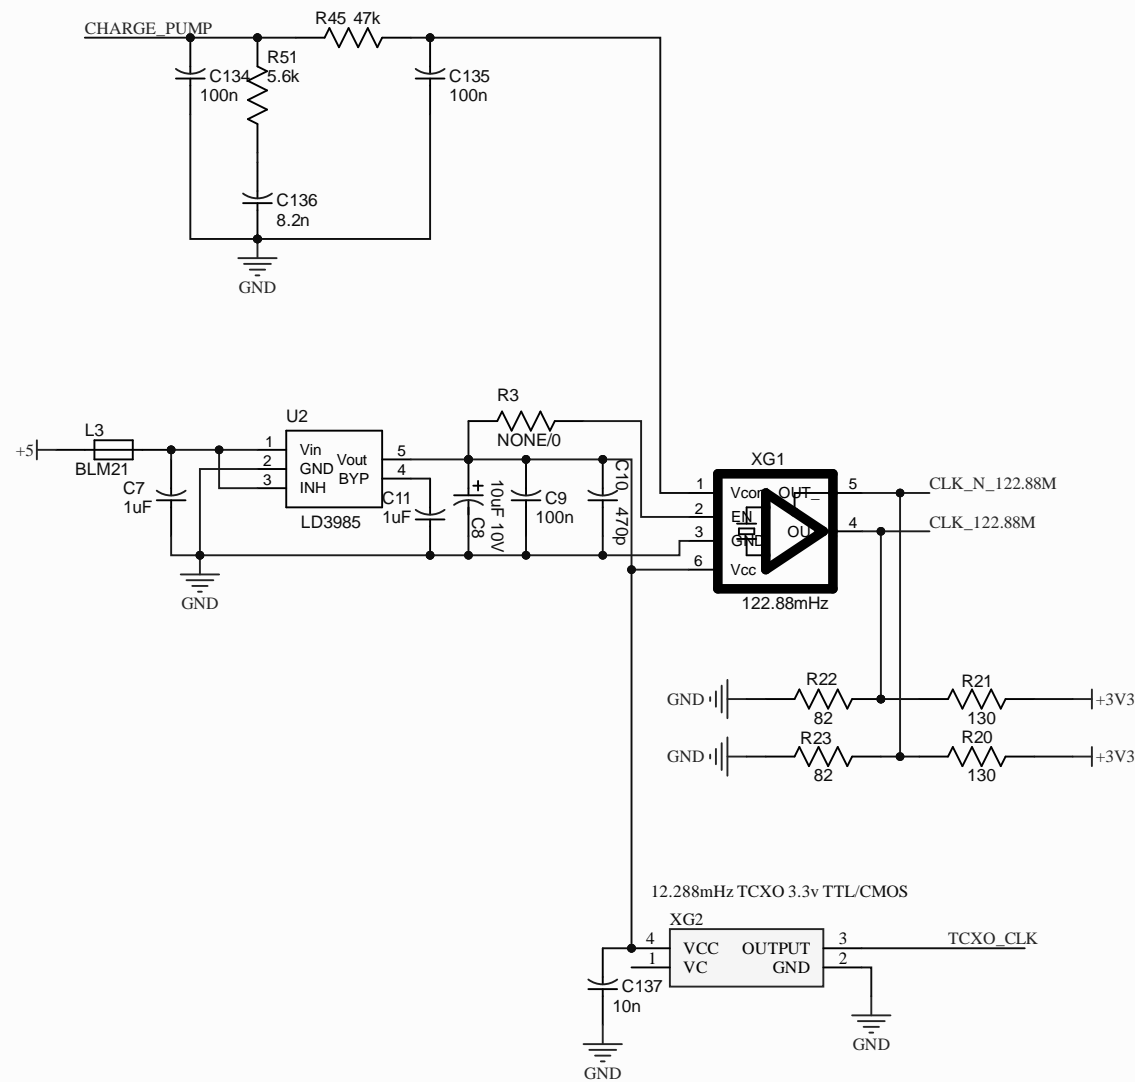 R45 47k
CHARGE_PUMP
R51
5.6k
C134
100n
C135
100n
C136
8.2n
GND
R3
NONE/0
U2
L3
+5
BLM21
1 Vin
2 GND
3 INH
Vout 5
BYP 4
LD3985
C7
1uF
C11
1uF
+
10uF 10V
C8
C9
100n
C10
470p
GND
XG1
1 Vcon
2 EN
3 GND
6 Vcc
OUT_ 5
OU 4
CLK_N_122.88M
CLK_122.88M
122.88mHz
GND
R22
82
R21
130
+3V3
GND
R23
82
R20
130
+3V3
12.288mHz TCXO 3.3v TTL/CMOS
XG2
4 VCC OUTPUT 3 TCXO_CLK
1 VC GND 2
C137
10n
GND
GND